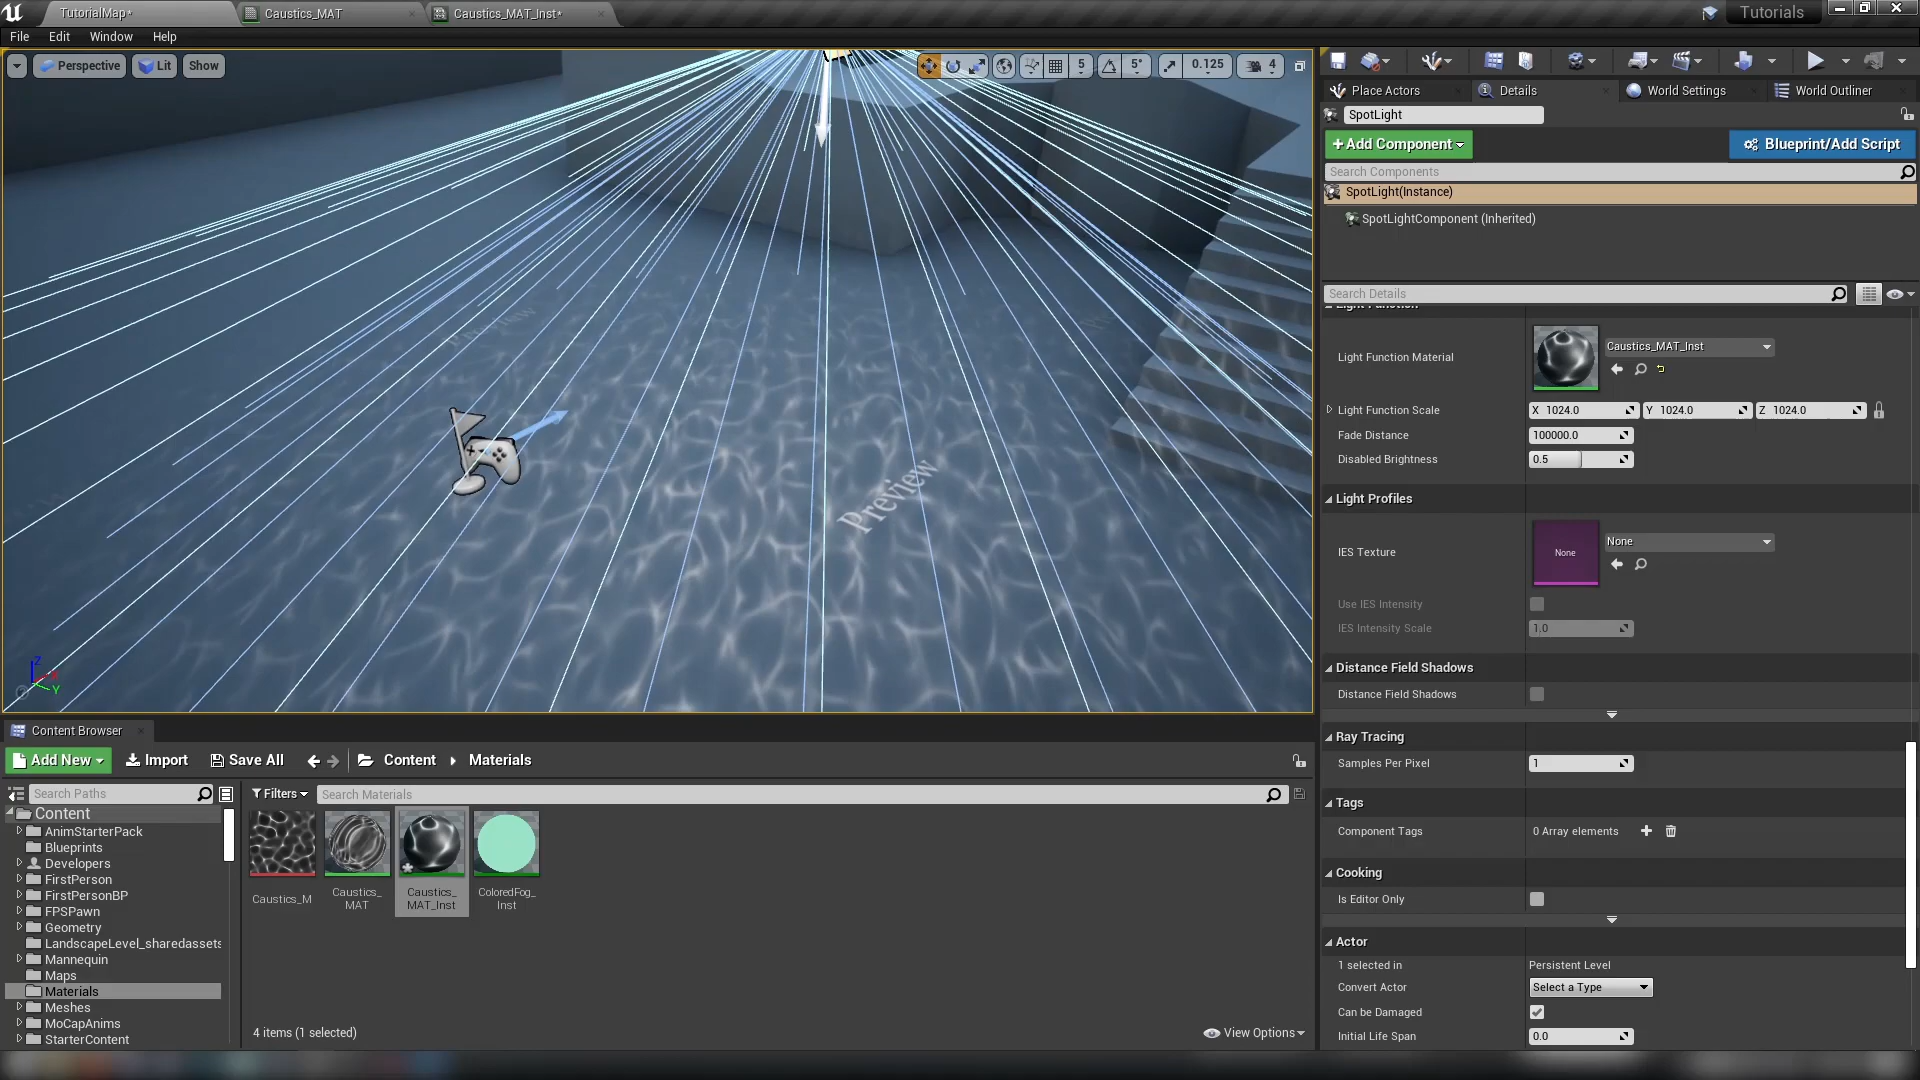 TutorialMap*
Caustics_MAT
Caustics_MAT_Inst*
Tutorials
File
Edit
Window
Help
Perspective
Lit
Show
5
5°
0.125
4
Preview
Preview
Place Actors
Details
World Settings
World Outliner
SpotLight
+Add Component
Blueprint/Add Script
Search Components
SpotLight(Instance)
SpotLightComponent (Inherited)
Search Details
Light Function
Light Function Material
Caustics_MAT_Inst
Light Function Scale
X 1024.0
Y 1024.0
Z 1024.0
Fade Distance
100000.0
Disabled Brightness
0.5
Light Profiles
IES Texture
None
None
Use IES Intensity
IES Intensity Scale
1.0
Distance Field Shadows
Distance Field Shadows
Ray Tracing
Samples Per Pixel
1
Tags
Component Tags
0 Array elements
Cooking
Is Editor Only
Actor
1 selected in
Persistent Level
Convert Actor
Select a Type
Can be Damaged
Initial Life Span
0.0
Z
Y
Content Browser
Add New
Import
Save All
Content
Materials
Search Paths
Filters
Search Materials
Content
AnimStarterPack
Blueprints
Developers
FirstPerson
FirstPersonBP
FPSPawn
Geometry
LandscapeLevel_sharedassets
Mannequin
Maps
Materials
Meshes
MoCapAnims
StarterContent
Caustics_M
Caustics_
MAT
Caustics_
MAT_Inst
ColoredFog_
Inst
4 items (1 selected)
View Options